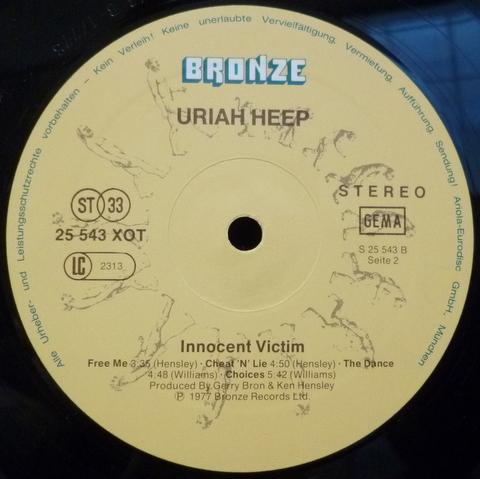 Alle Urheber- und Leistungsschutzrechte vorbehalten - Kein Verleih! Keine unerlaubte Vervielfältigung, Vermietung, Aufführung, Sendung! Ariola-Eurodisc GmbH, München
BRONZE
URIAH HEEP
ST 33
STEREO
25 543 XOT
GEMA
LC 2313
S 25 543 B
Seite 2
Innocent Victim
Free Me 3:35 (Hensley) · Cheat 'N' Lie 4:50 (Hensley) · The Dance
4:48 (Williams) · Choices 5:42 (Williams)
Produced By Gerry Bron & Ken Hensley
℗ 1977 Bronze Records Ltd.